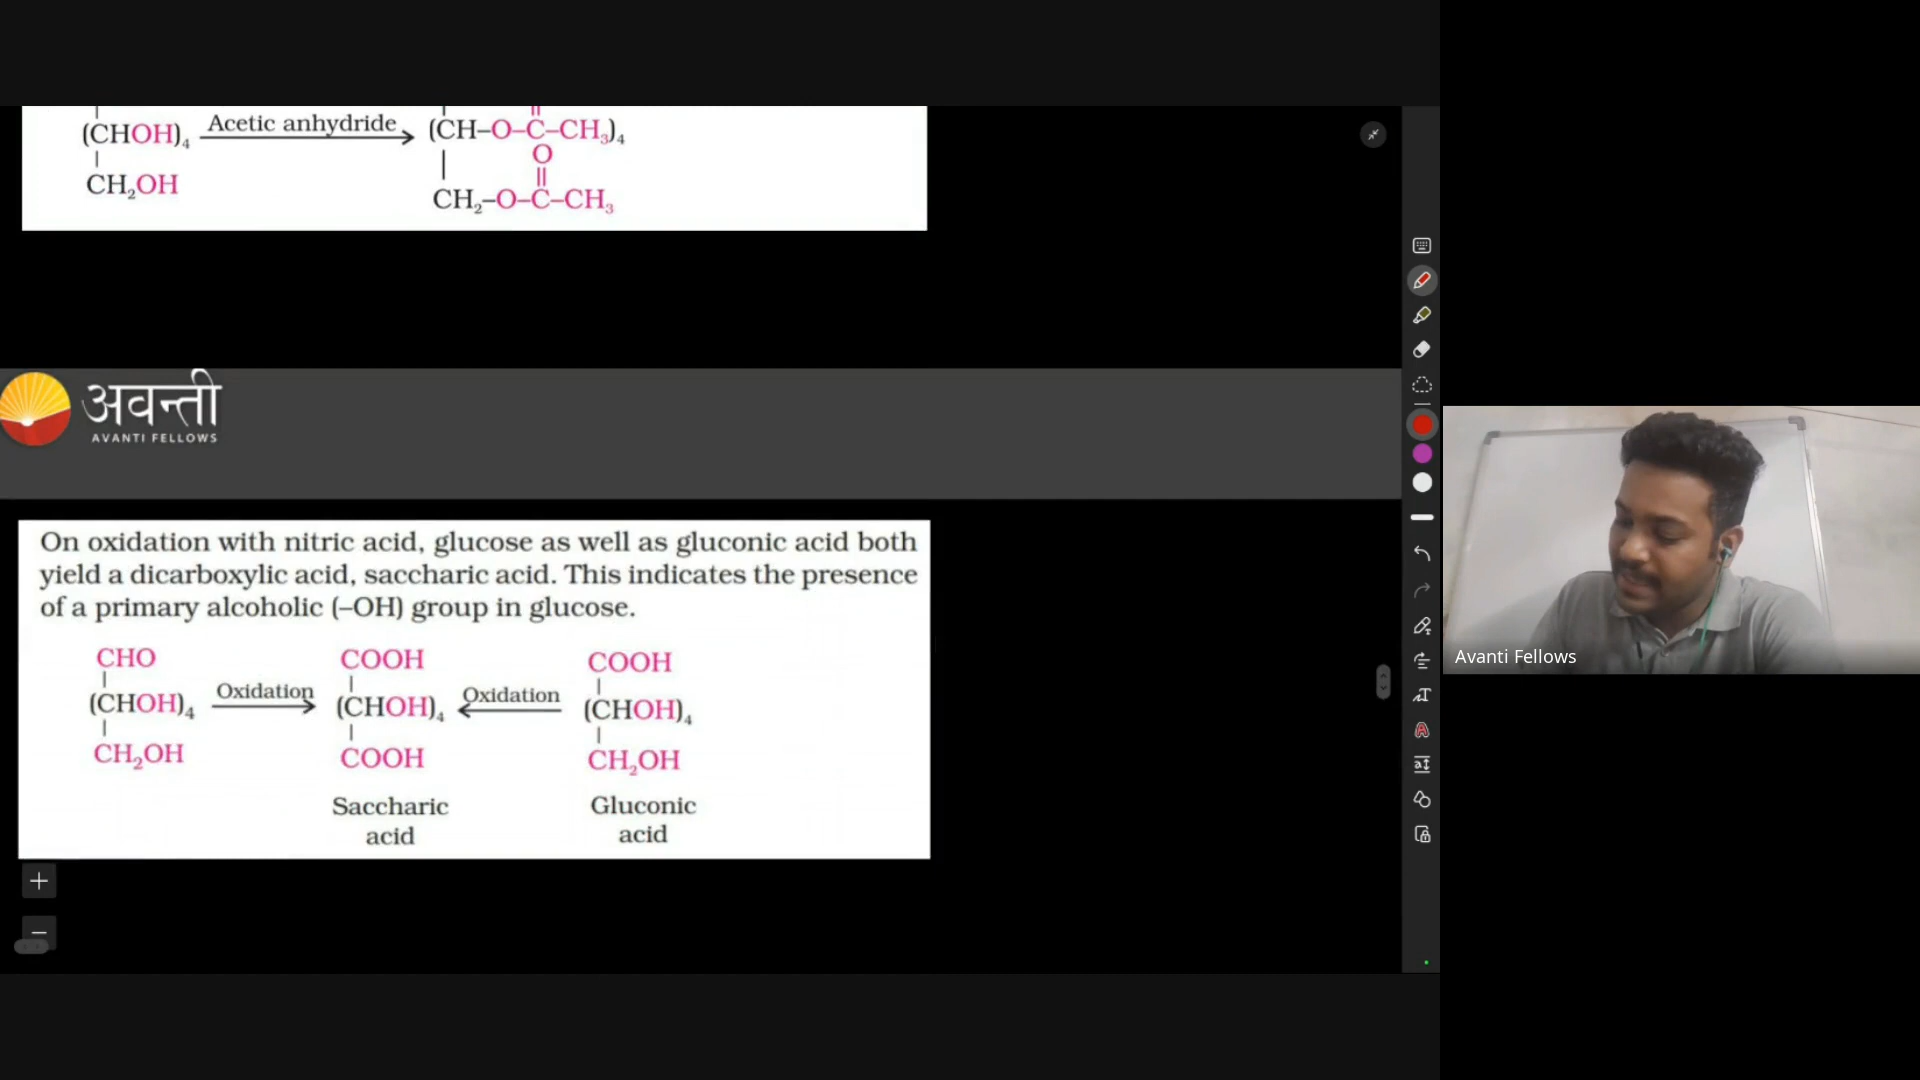 (CHOH)₄ Acetic anhydride (CH–O–C–CH₃)₄
O
CH₂OH CH₂–O–C–CH₃
अवन्ती
AVANTI FELLOWS
On oxidation with nitric acid, glucose as well as gluconic acid both
yield a dicarboxylic acid, saccharic acid. This indicates the presence
of a primary alcoholic (–OH) group in glucose.
CHO COOH COOH
(CHOH)₄ Oxidation (CHOH)₄ Oxidation (CHOH)₄
CH₂OH COOH CH₂OH
Saccharic Gluconic
acid acid
Avanti Fellows